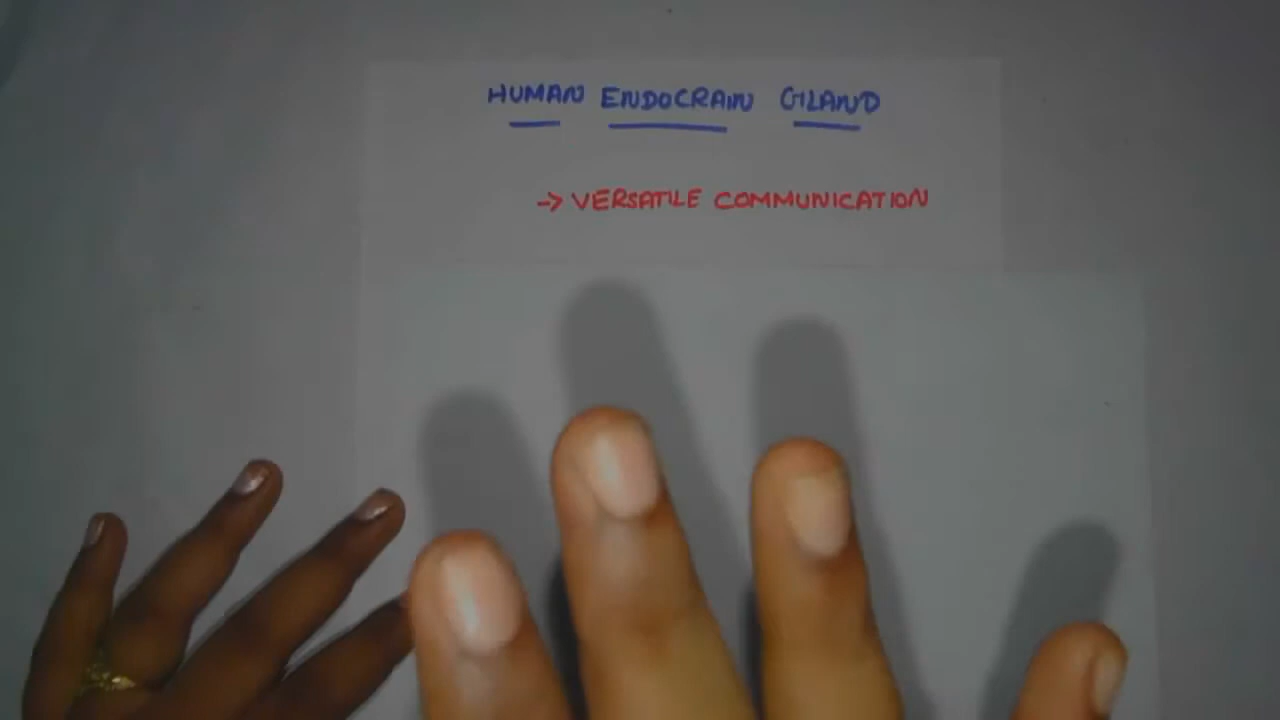 HUMAN ENDOCRAIN GLAND
→ VERSATILE COMMUNICATION